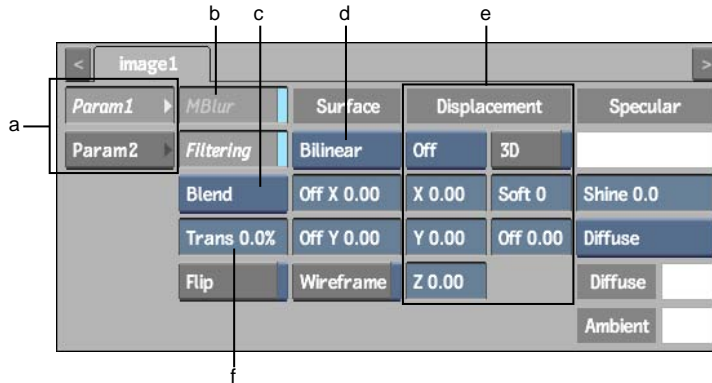 b c d e
< image1 >
a
Param1 MBlur Surface Displacement Specular
Param2 Filtering Bilinear Off 3D
Blend Off X 0.00 X 0.00 Soft 0 Shine 0.0
Trans 0.0% Off Y 0.00 Y 0.00 Off 0.00 Diffuse
Flip Wireframe Z 0.00 Diffuse
Ambient
f